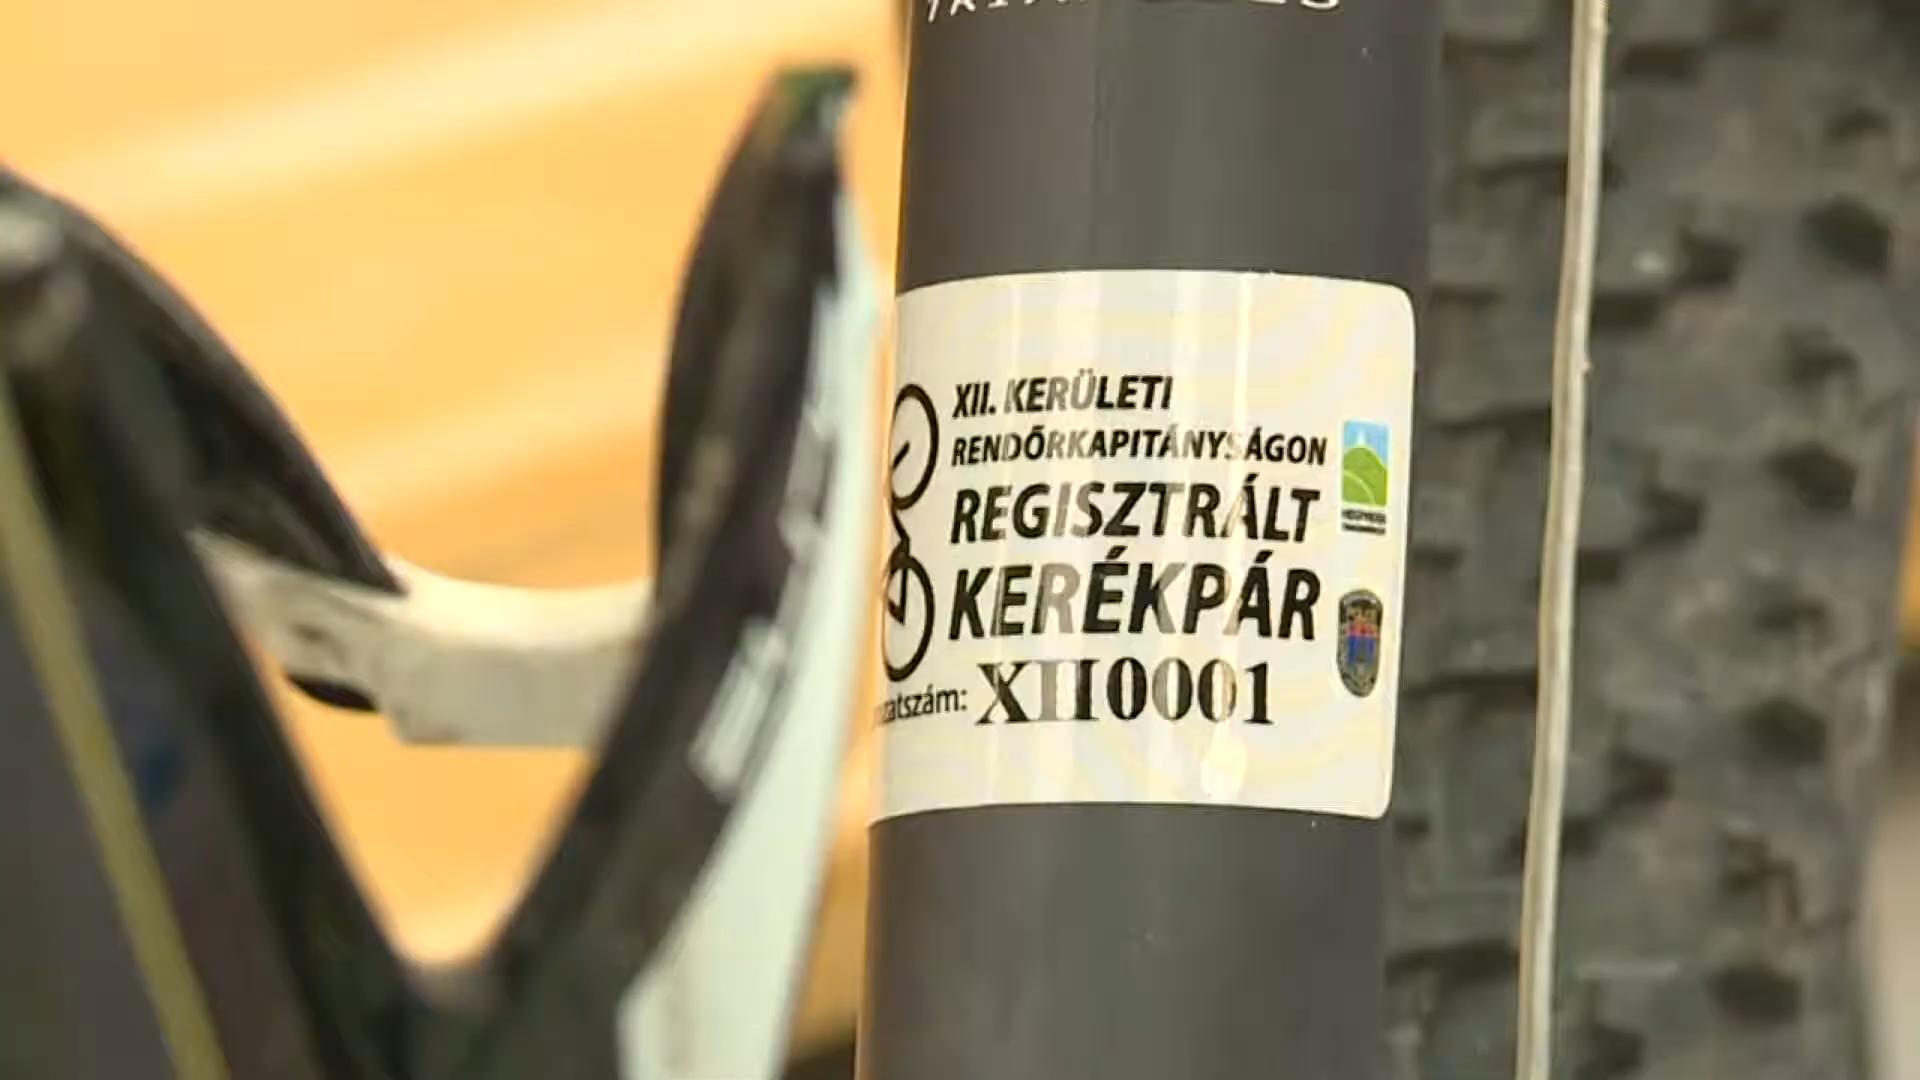 XII. KERÜLETI
RENDŐRKAPITÁNYSÁGON
REGISZTRÁLT
KERÉKPÁR
XII0001